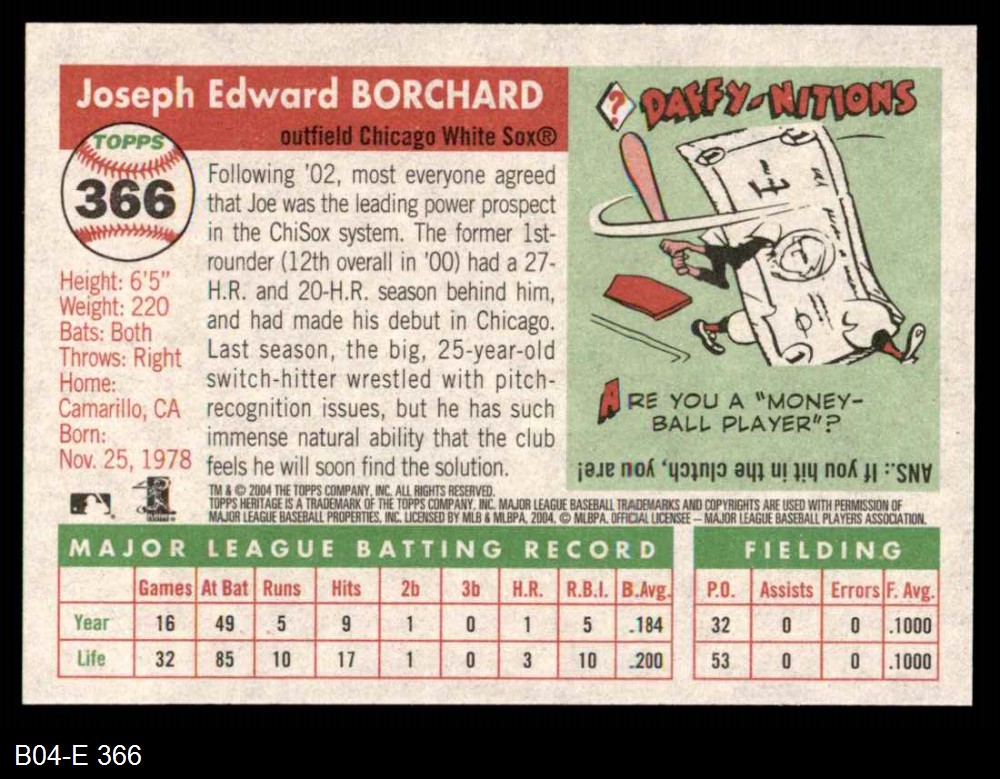 Joseph Edward BORCHARD
outfield Chicago White Sox®
TOPPS
366
Height: 6'5"
Weight: 220
Bats: Both
Throws: Right
Home:
Camarillo, CA
Born:
Nov. 25, 1978
Following '02, most everyone agreed
that Joe was the leading power prospect
in the ChiSox system. The former 1st-
rounder (12th overall in '00) had a 27-
H.R. and 20-H.R. season behind him,
and had made his debut in Chicago.
Last season, the big, 25-year-old
switch-hitter wrestled with pitch-
recognition issues, but he has such
immense natural ability that the club
feels he will soon find the solution.
?
DAFFY-NITIONS
1
1
1
1
ARE YOU A "MONEY-
BALL PLAYER"?
ANS.: If you hit in the clutch, you are!
TM & © 2004 THE TOPPS COMPANY, INC. ALL RIGHTS RESERVED.
TOPPS HERITAGE IS A TRADEMARK OF THE TOPPS COMPANY, INC. MAJOR LEAGUE BASEBALL TRADEMARKS AND COPYRIGHTS ARE USED WITH PERMISSION OF
MAJOR LEAGUE BASEBALL PROPERTIES, INC. LICENSED BY MLB & MLBPA, 2004. © MLBPA. OFFICIAL LICENSEE – MAJOR LEAGUE BASEBALL PLAYERS ASSOCIATION.
MAJOR LEAGUE BATTING RECORD FIELDING
Games At Bat Runs Hits 2b 3b H.R. R.B.I. B.Avg. P.O. Assists Errors F. Avg.
Year 16 49 5 9 1 0 1 5 .184 32 0 0 .1000
Life 32 85 10 17 1 0 3 10 .200 53 0 0 .1000
B04-E 366